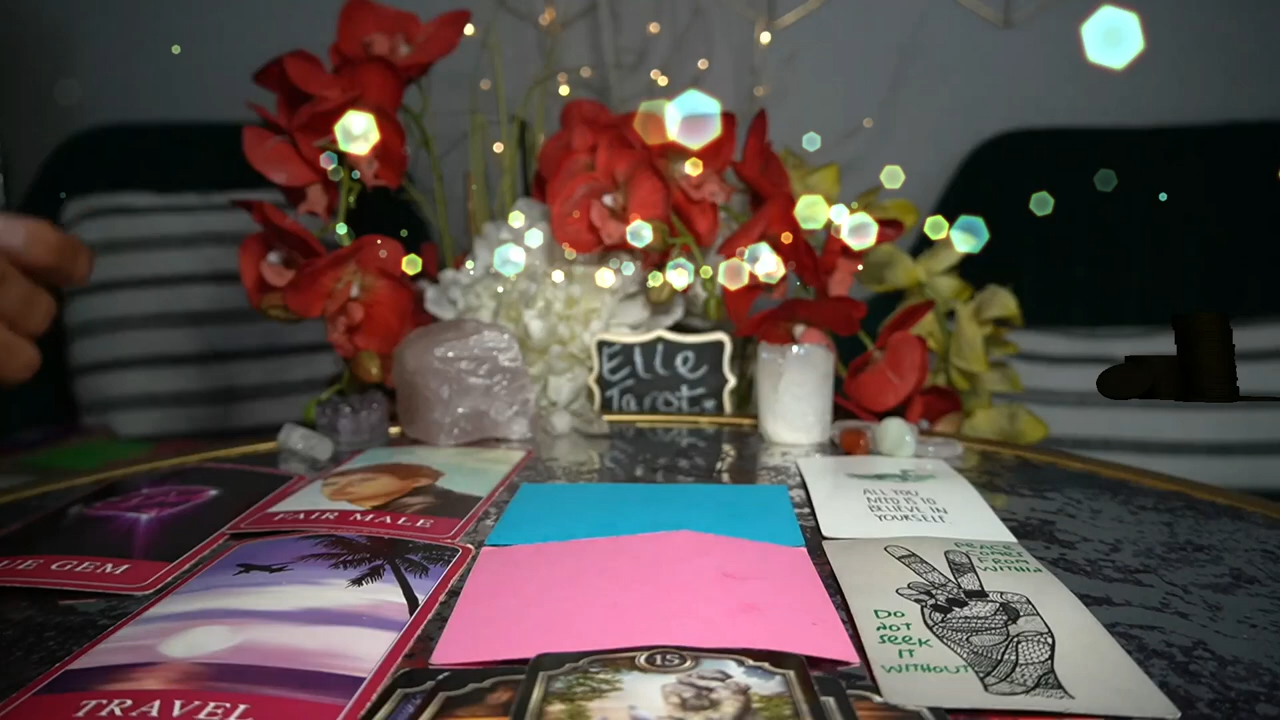 Elle
Tarot
FAIR MALE
UE GEM
TRAVEL
15
ALL YOU
NEED IS TO
BELIEVE IN
YOURSELF
PEACE
COMES
FROM
WITHIN
DO
NOT
SEEK
IT
WITHOUT